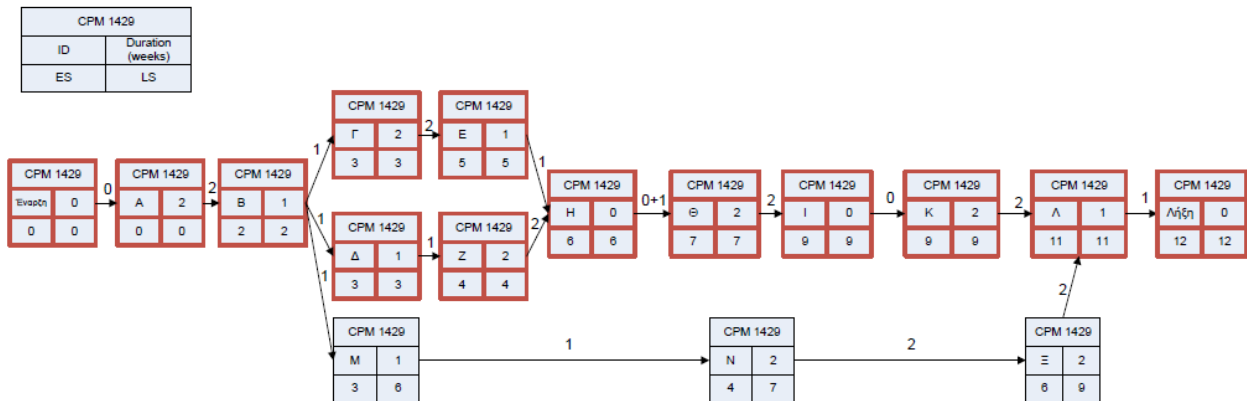 CPM 1429
ID Duration (weeks)
ES LS
CPM 1429
Έναρξη 0
0 0
0
CPM 1429
Α 2
0 0
2
CPM 1429
Β 1
2 2
1
1
1
CPM 1429
Γ 2
3 3
2
CPM 1429
Ε 1
5 5
1
CPM 1429
Δ 1
3 3
1
CPM 1429
Ζ 2
4 4
2
CPM 1429
Η 0
6 6
0+1
CPM 1429
Θ 2
7 7
2
CPM 1429
Ι 0
9 9
0
CPM 1429
Κ 2
9 9
2
CPM 1429
Λ 1
11 11
1
CPM 1429
Λήξη 0
12 12
CPM 1429
Μ 1
3 6
1
CPM 1429
Ν 2
4 7
2
CPM 1429
Ξ 2
6 9
2